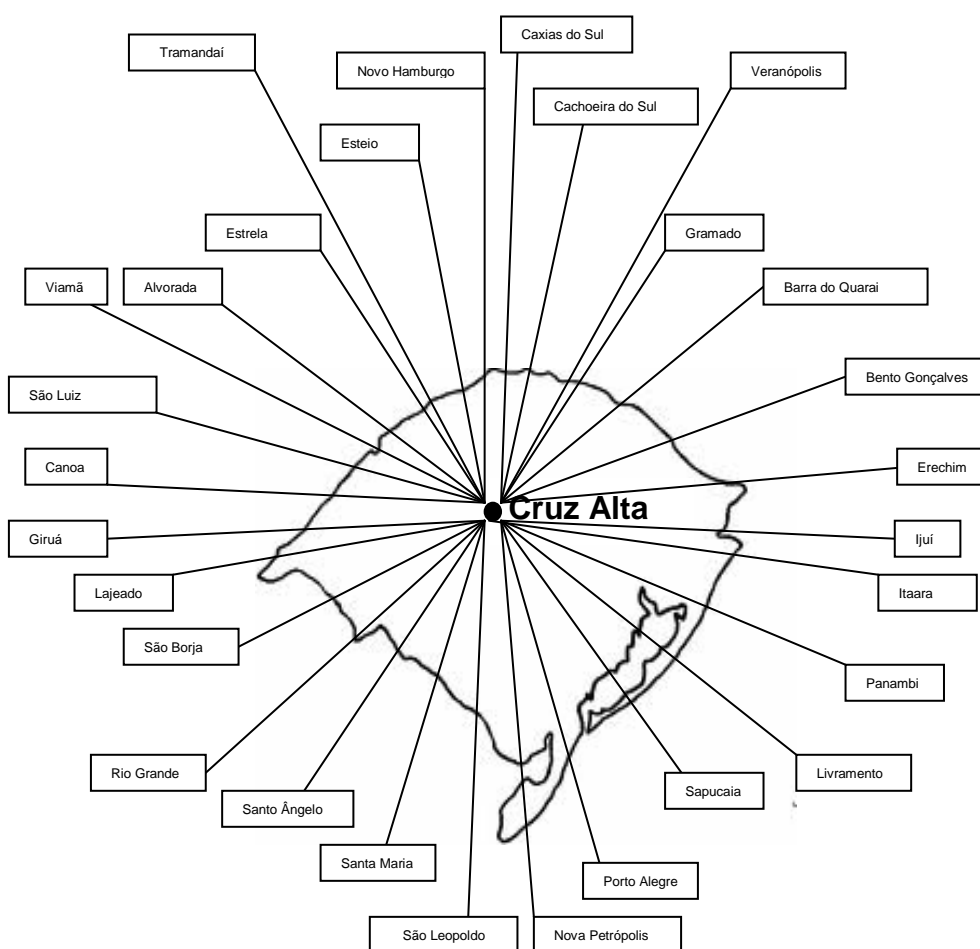 Caxias do Sul
Tramandaí
Novo Hamburgo
Veranópolis
Cachoeira do Sul
Esteio
Estrela
Gramado
Viamã
Alvorada
Barra do Quarai
Bento Gonçalves
São Luiz
Canoa
Erechim
Cruz Alta
Giruá
Ijuí
Lajeado
Itaara
São Borja
Panambi
Rio Grande
Livramento
Sapucaia
Santo Ângelo
Santa Maria
Porto Alegre
São Leopoldo
Nova Petrópolis